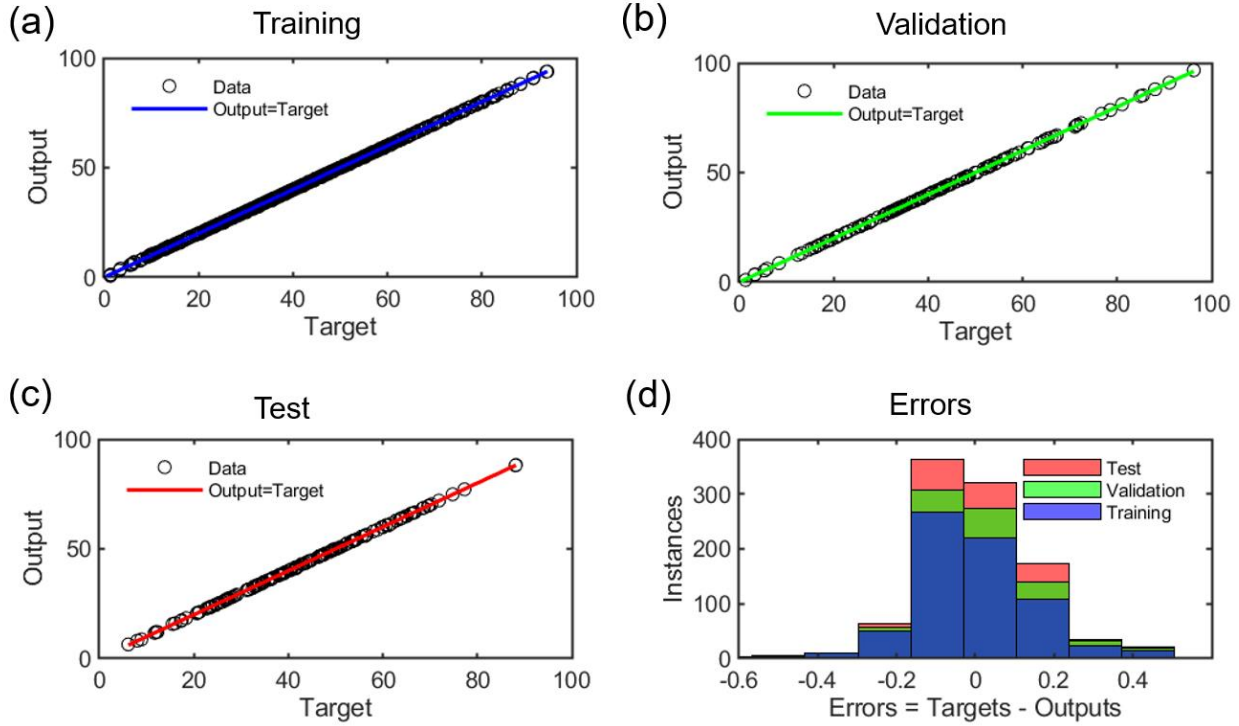 (a)
Training
100
50
0
Output
Data
Output=Target
0 20 40 60 80 100
Target
(b)
Validation
100
50
0
Output
Data
Output=Target
0 20 40 60 80 100
Target
(c)
Test
100
50
0
Output
Data
Output=Target
0 20 40 60 80 100
Target
(d)
Errors
400
300
200
100
0
Instances
Test
Validation
Training
-0.6 -0.4 -0.2 0 0.2 0.4
Errors = Targets - Outputs